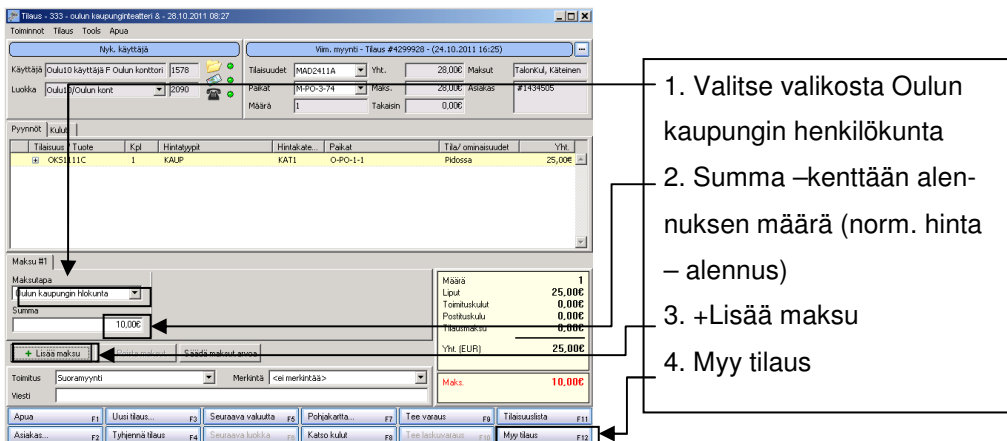 Tilaus - 333 - oulun kaupunginteatteri & - 28.10.2011 08:27
Toiminnot Tilaus Tools Apua
Nyk. käyttäjä
Viim. myynti - Tilaus #4299928 - (24.10.2011 16:25)
Käyttäjä Oulu10 käyttäjä F Oulun konttori 1578
Tilaisuudet MAD2411A Yht. 28,00€ Maksut TalonKul, Käteinen
Luokka Oulu10/Oulun kont 2090
Paikat M-PO-3-74 Maks. 28,00€ Asiakas #1434505
Määrä 1 Takaisin 0,00€
Pyynnöt Kulut
Tilaisuus / Tuote Kpl Hintatyypit Hintakate... Paikat Tila/ ominaisuudet Yht.
OKS1111C 1 KAUP KAT1 O-PO-1-1 Pidossa 25,00€
Maksu #1
Maksutapa
Oulun kaupungin hlokunta
Summa
10,00€
+ Lisää maksu Poista maksut Säädä maksut arvoa
Määrä 1
Liput 25,00€
Toimituskulut 0,00€
Postituskulu 0,00€
Tilausmaksu 0,00€
Yht. (EUR) 25,00€
Toimitus Suoramyynti Merkintä <ei merkintää>
Maks. 10,00€
Viesti
Apua F1 Uusi tilaus... F3 Seuraava valuutta F5 Pohjakartta... F7 Tee varaus F9 Tilaisuuslista F11
Asiakas... F2 Tyhjennä tilaus F4 Seuraava luokka F6 Katso kulut F8 Tee laskuvaraus F10 Myy tilaus F12
1. Valitse valikosta Oulun
kaupungin henkilökunta
2. Summa –kenttään alen-
nuksen määrä (norm. hinta
– alennus)
3. +Lisää maksu
4. Myy tilaus